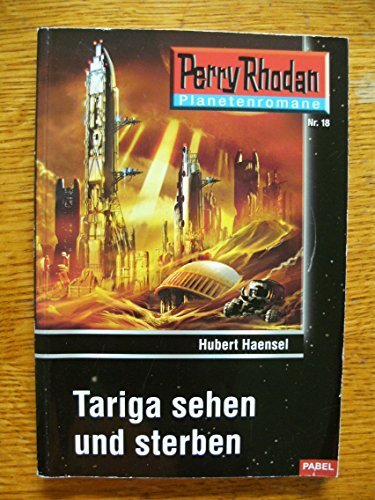 Perry Rhodan
Planetenromane
Nr. 18
Hubert Haensel
Tariga sehen
und sterben
PABEL